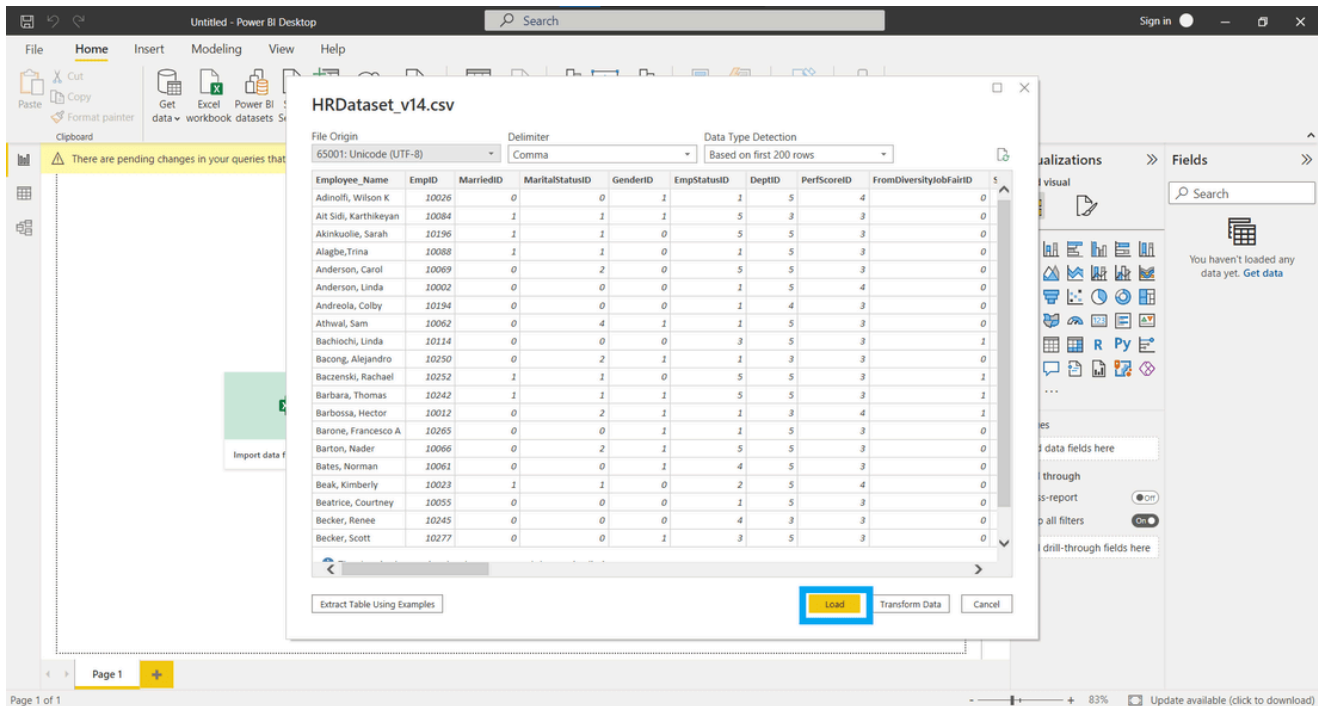 Untitled - Power BI Desktop
Search
Sign in
File Home Insert Modeling View Help
Paste
Cut
Copy
Format painter
Clipboard
Get data
Excel workbook
Power BI datasets
There are pending changes in your queries that
Import data f
HRDataset_v14.csv
File Origin Delimiter Data Type Detection
65001: Unicode (UTF-8) Comma Based on first 200 rows
Employee_Name EmpID MarriedID MaritalStatusID GenderID EmpStatusID DeptID PerfScoreID FromDiversityJobFairID
Adinolfi, Wilson K 10026 0 0 1 1 5 4 0
Ait Sidi, Karthikeyan 10084 1 1 1 5 3 3 0
Akinkuolie, Sarah 10196 1 1 0 5 5 3 0
Alagbe,Trina 10088 1 1 0 1 5 3 0
Anderson, Carol 10069 0 2 0 5 5 3 0
Anderson, Linda 10002 0 0 0 1 5 4 0
Andreola, Colby 10194 0 0 0 1 4 3 0
Athwal, Sam 10062 0 4 1 1 5 3 0
Bachiochi, Linda 10114 0 0 0 3 5 3 1
Bacong, Alejandro 10250 0 2 1 1 3 3 0
Baczenski, Rachael 10252 1 1 0 5 5 3 1
Barbara, Thomas 10242 1 1 1 5 5 3 1
Barbossa, Hector 10012 0 2 1 1 3 4 1
Barone, Francesco A 10265 0 0 1 1 5 3 0
Barton, Nader 10066 0 2 1 5 5 3 0
Bates, Norman 10061 0 0 1 4 5 3 0
Beak, Kimberly 10023 1 1 0 2 5 4 0
Beatrice, Courtney 10055 0 0 0 1 5 3 0
Becker, Renee 10245 0 0 0 4 3 3 0
Becker, Scott 10277 0 0 1 3 5 3 0
Extract Table Using Examples Load Transform Data Cancel
ualizations
visual
123
R Py
...
data fields here
through
ss-report Off
all filters On
drill-through fields here
Fields
Search
You haven't loaded any
data yet. Get data
Page 1
Page 1 of 1
- + 83% Update available (click to download)